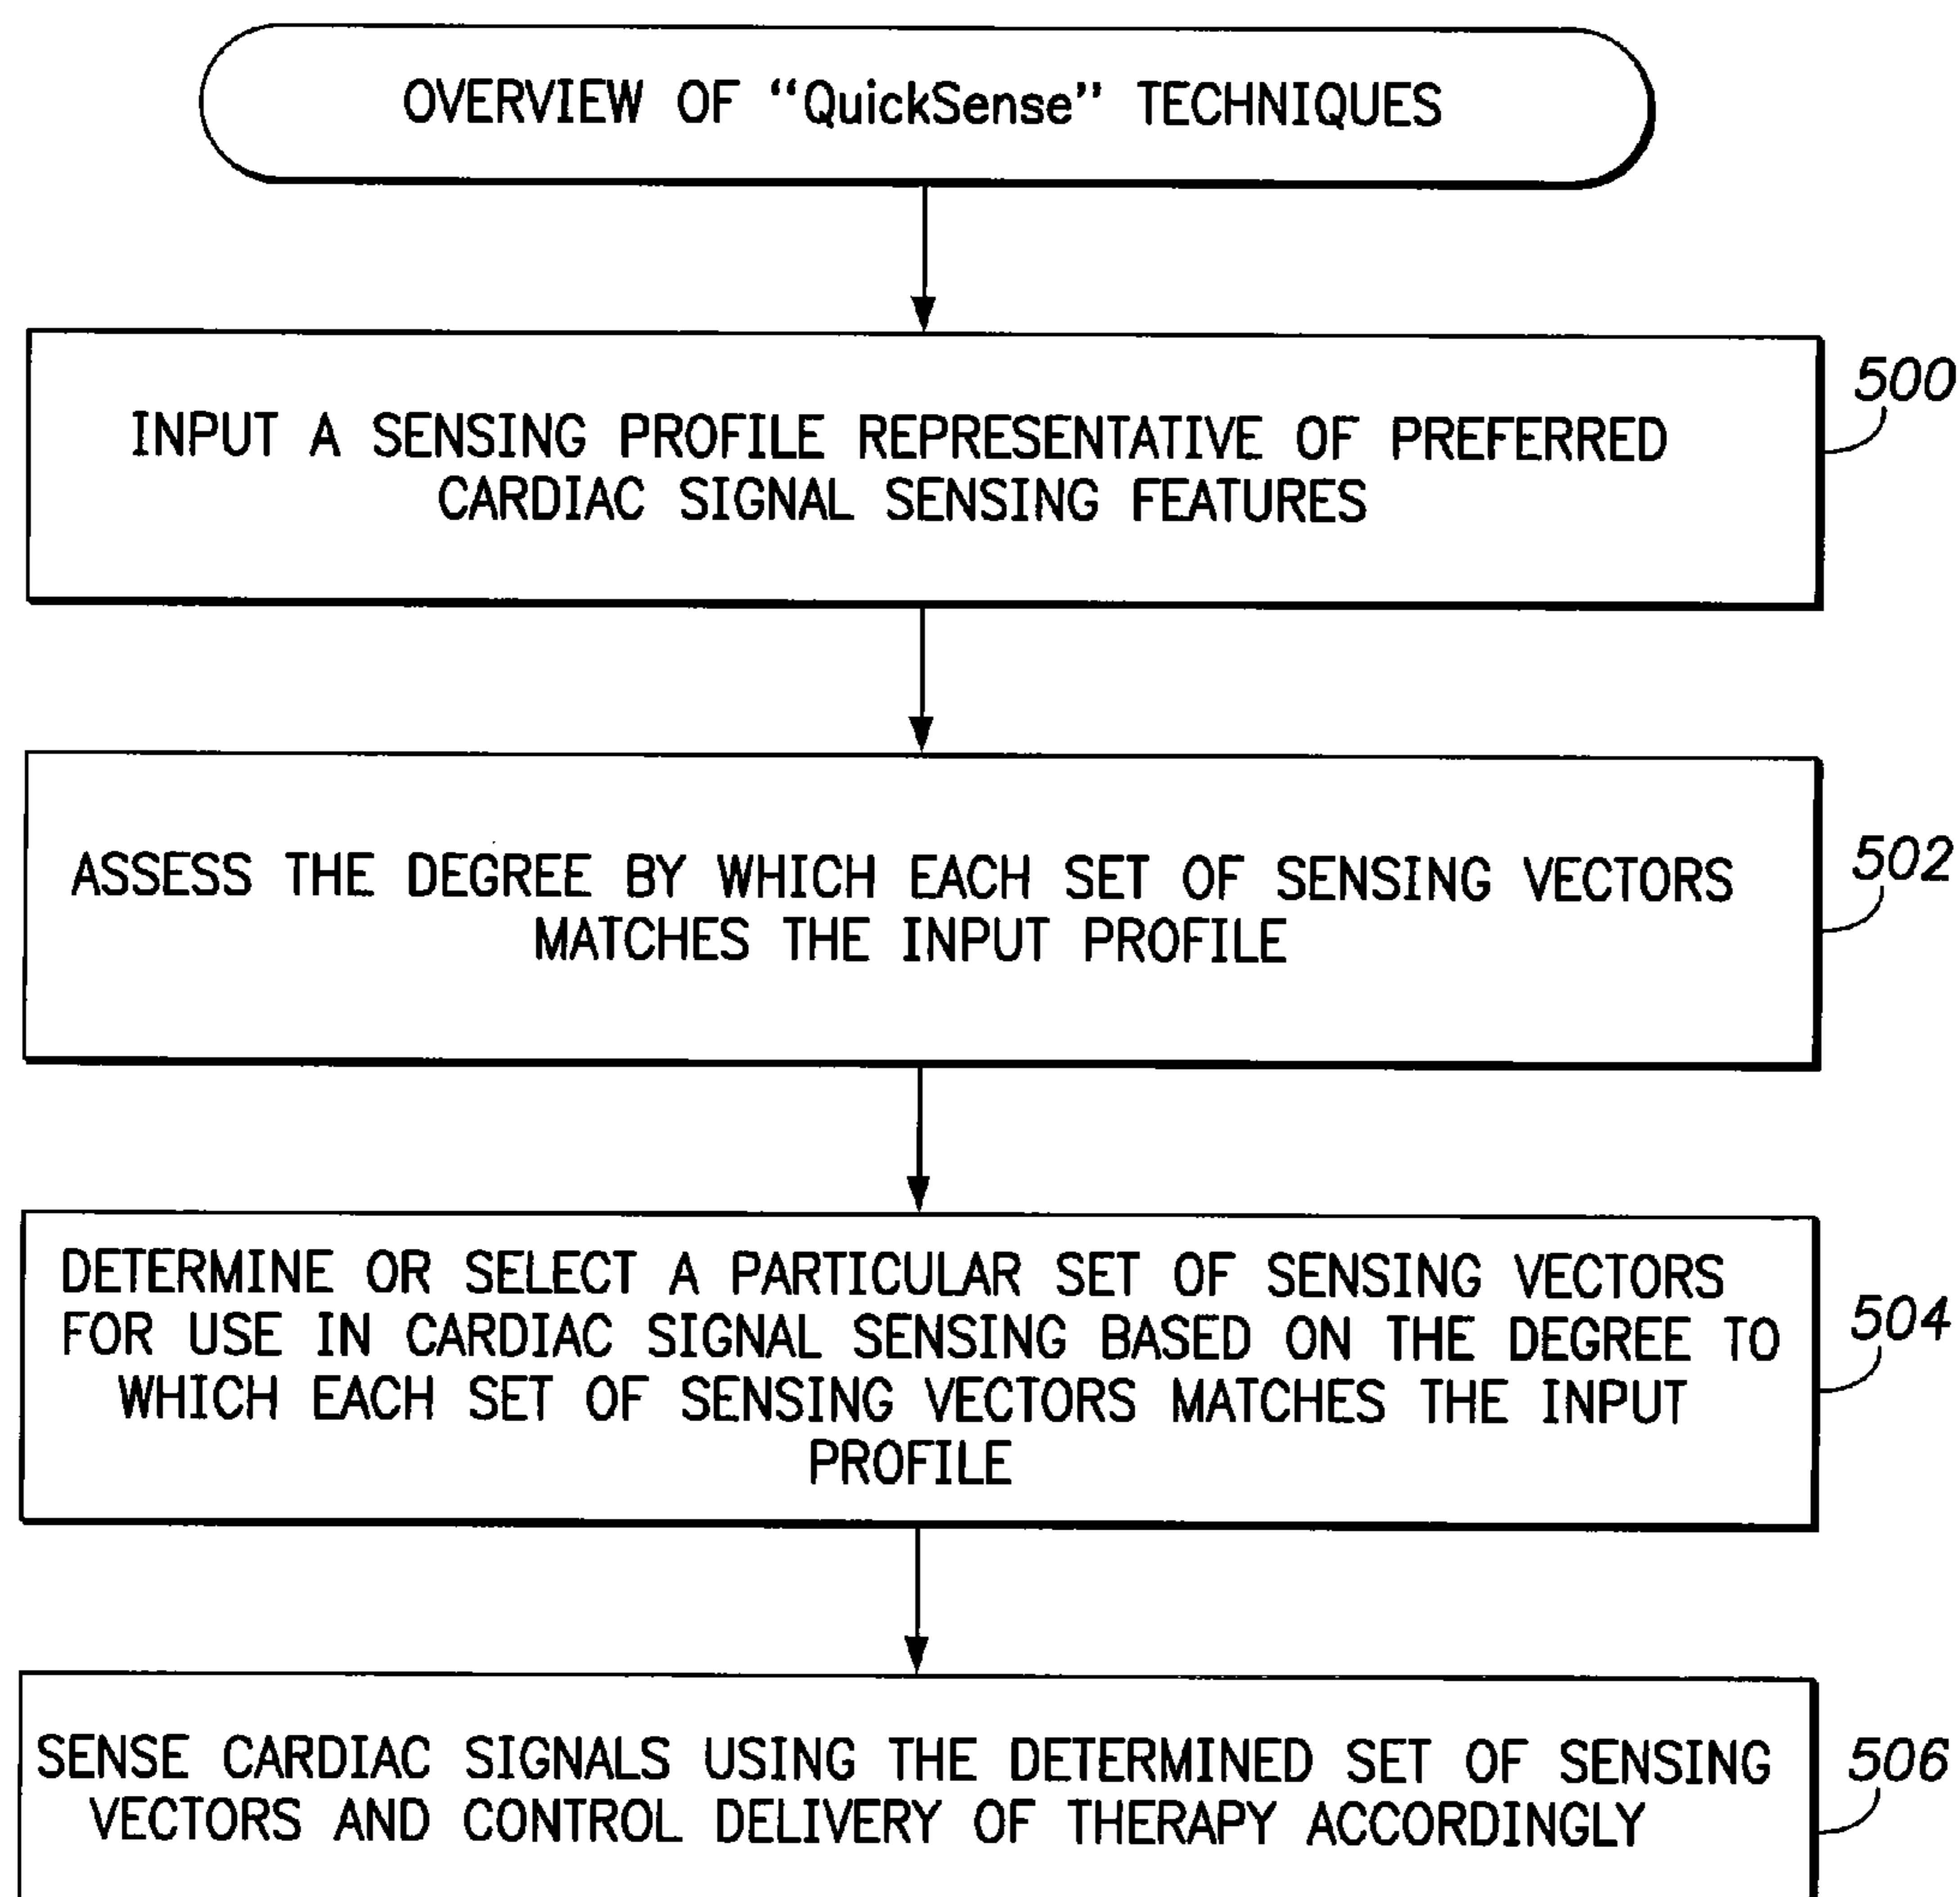 OVERVIEW OF “QuickSense” TECHNIQUES
500
INPUT A SENSING PROFILE REPRESENTATIVE OF PREFERRED
CARDIAC SIGNAL SENSING FEATURES
502
ASSESS THE DEGREE BY WHICH EACH SET OF SENSING VECTORS
MATCHES THE INPUT PROFILE
504
DETERMINE OR SELECT A PARTICULAR SET OF SENSING VECTORS
FOR USE IN CARDIAC SIGNAL SENSING BASED ON THE DEGREE TO
WHICH EACH SET OF SENSING VECTORS MATCHES THE INPUT
PROFILE
506
SENSE CARDIAC SIGNALS USING THE DETERMINED SET OF SENSING
VECTORS AND CONTROL DELIVERY OF THERAPY ACCORDINGLY